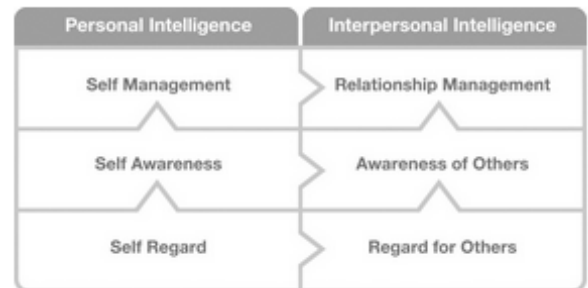 Personal Intelligence
Interpersonal Intelligence
Self Management
Relationship Management
Self Awareness
Awareness of Others
Self Regard
Regard for Others